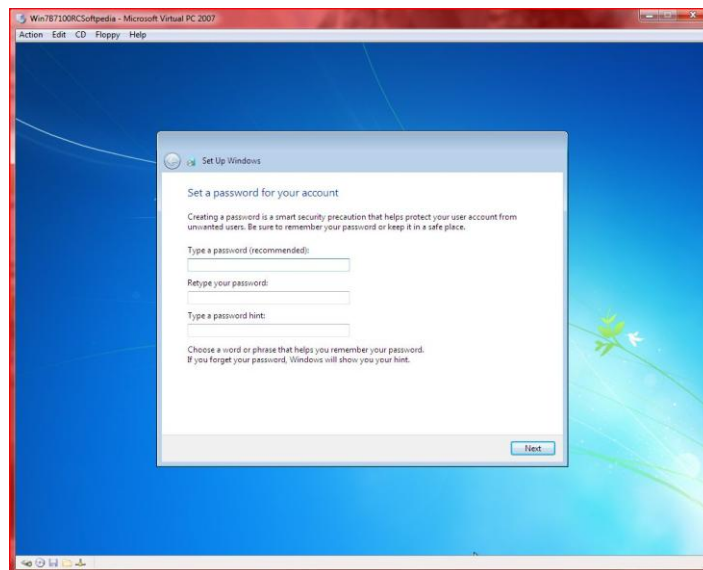 Win787100RCSoftpedia - Microsoft Virtual PC 2007
Action Edit CD Floppy Help
Set Up Windows
Set a password for your account
Creating a password is a smart security precaution that helps protect your user account from
unwanted users. Be sure to remember your password or keep it in a safe place.
Type a password (recommended):
Retype your password:
Type a password hint:
Choose a word or phrase that helps you remember your password.
If you forget your password, Windows will show you your hint.
Next